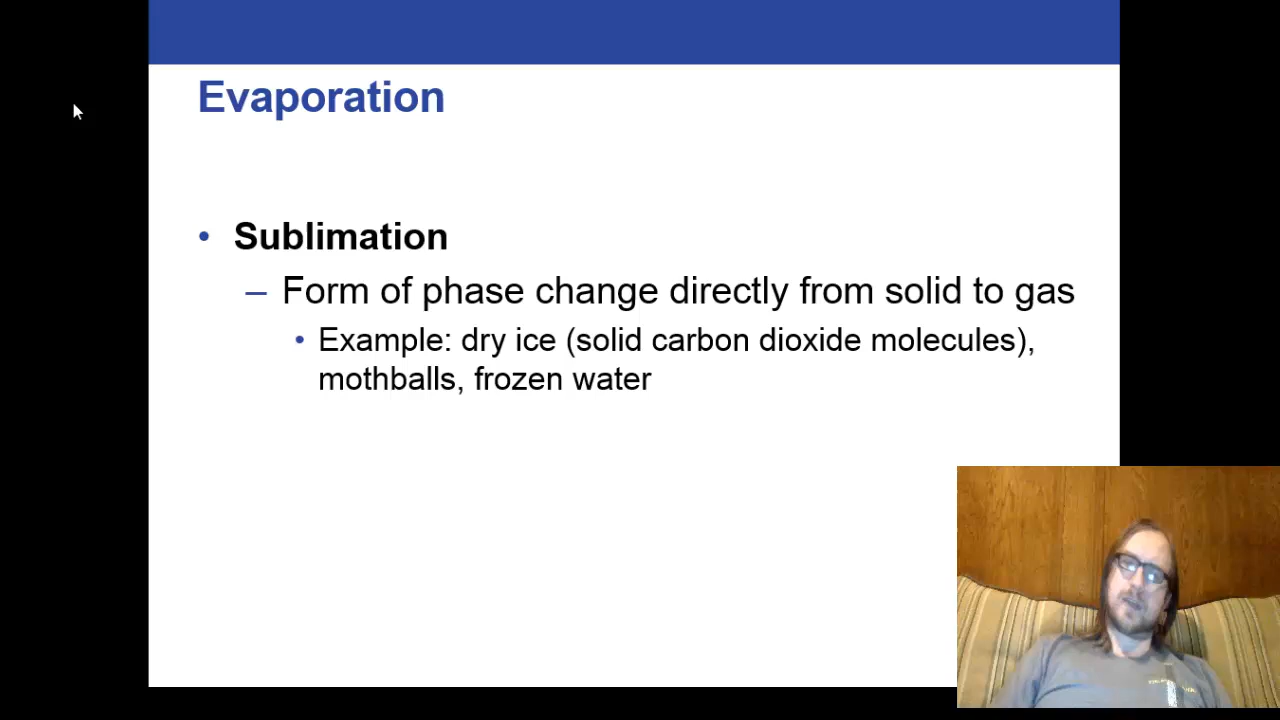 Evaporation
• Sublimation
– Form of phase change directly from solid to gas
• Example: dry ice (solid carbon dioxide molecules),
mothballs, frozen water